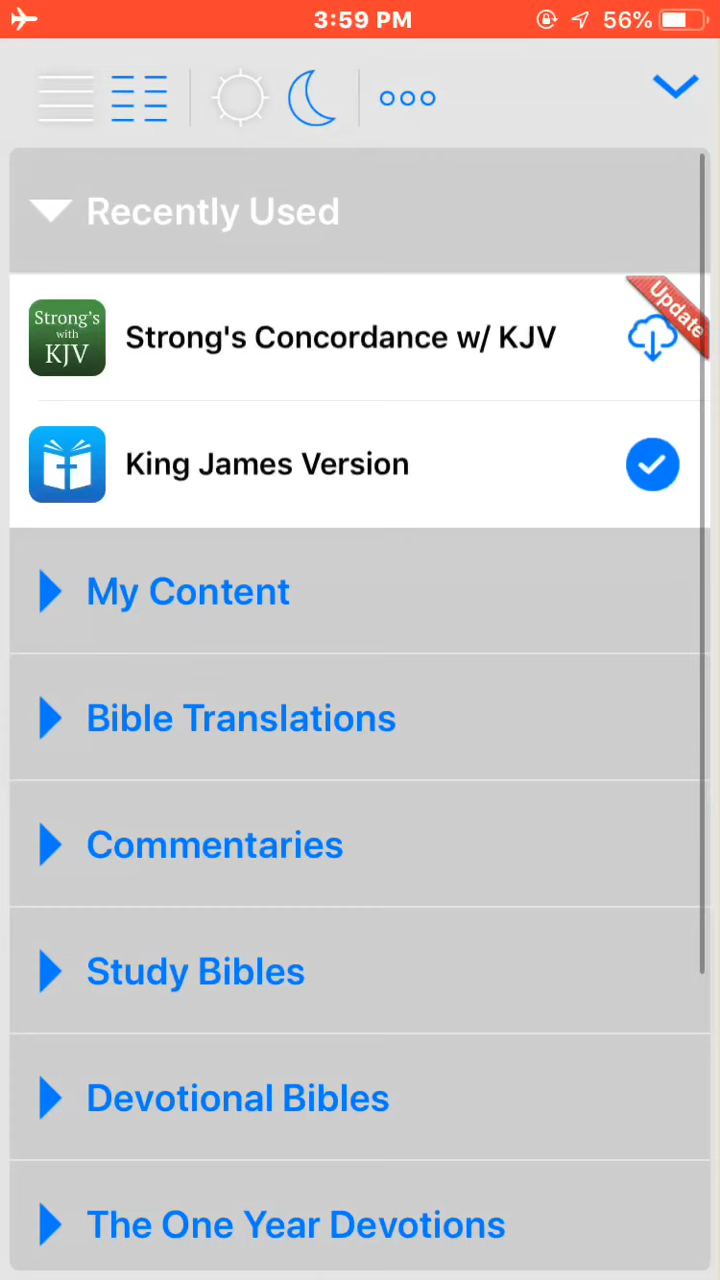 3:59 PM
56%
Recently Used
Strong's
with
KJV
Strong's Concordance w/ KJV
Update
King James Version
My Content
Bible Translations
Commentaries
Study Bibles
Devotional Bibles
The One Year Devotions